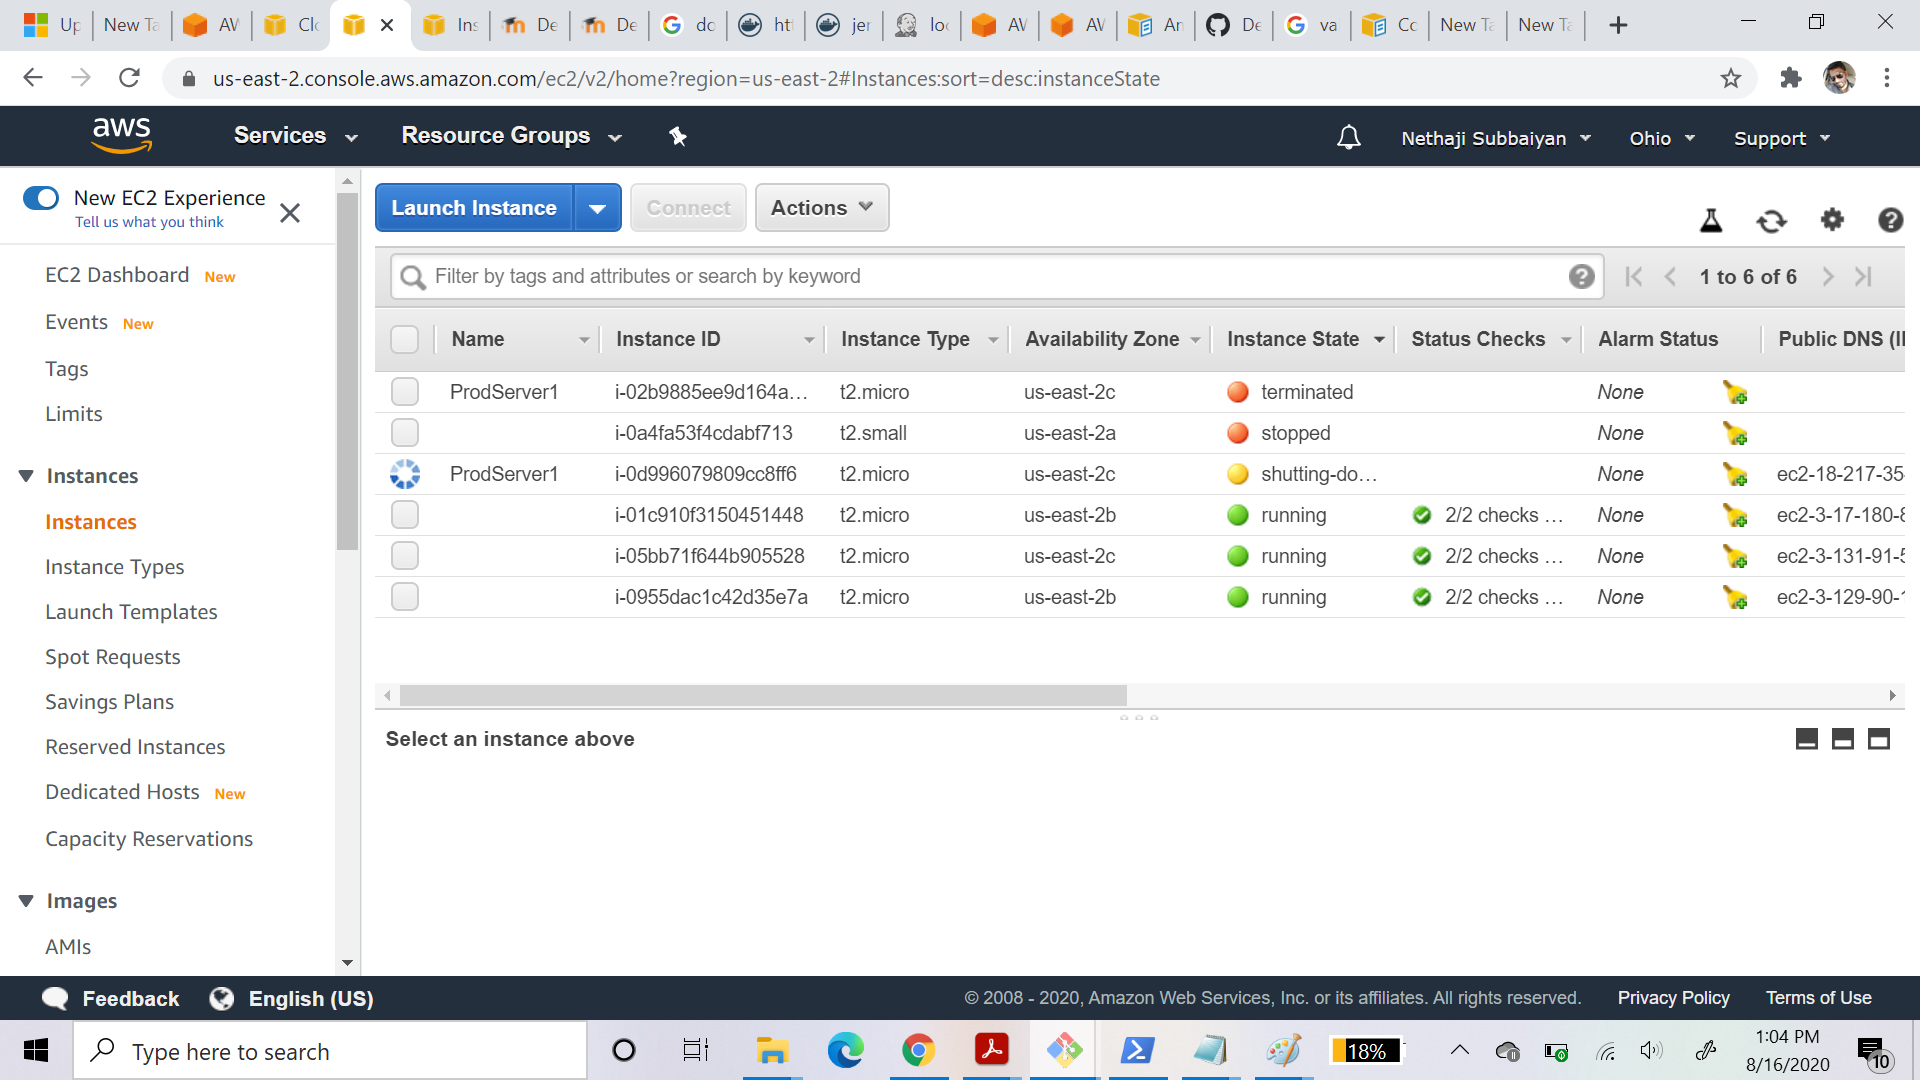 Up New Ta AW Clo Ins De De do htt jer loc AW AW An De va Co New Ta New Ta
us-east-2.console.aws.amazon.com/ec2/v2/home?region=us-east-2#Instances:sort=desc:instanceState
aws Services Resource Groups Nethaji Subbaiyan Ohio Support
New EC2 Experience
Tell us what you think
EC2 Dashboard New
Events New
Tags
Limits
Instances
Instances
Instance Types
Launch Templates
Spot Requests
Savings Plans
Reserved Instances
Dedicated Hosts New
Capacity Reservations
Images
AMIs
Launch Instance Connect Actions
Filter by tags and attributes or search by keyword 1 to 6 of 6
Name Instance ID Instance Type Availability Zone Instance State Status Checks Alarm Status Public DNS (I
ProdServer1 i-02b9885ee9d164a... t2.micro us-east-2c terminated None
i-0a4fa53f4cdabf713 t2.small us-east-2a stopped None
ProdServer1 i-0d996079809cc8ff6 t2.micro us-east-2c shutting-do... None ec2-18-217-35
i-01c910f3150451448 t2.micro us-east-2b running 2/2 checks ... None ec2-3-17-180-8
i-05bb71f644b905528 t2.micro us-east-2c running 2/2 checks ... None ec2-3-131-91-5
i-0955dac1c42d35e7a t2.micro us-east-2b running 2/2 checks ... None ec2-3-129-90-1
Select an instance above
Feedback English (US) © 2008 - 2020, Amazon Web Services, Inc. or its affiliates. All rights reserved. Privacy Policy Terms of Use
Type here to search 18% 1:04 PM
8/16/2020 10